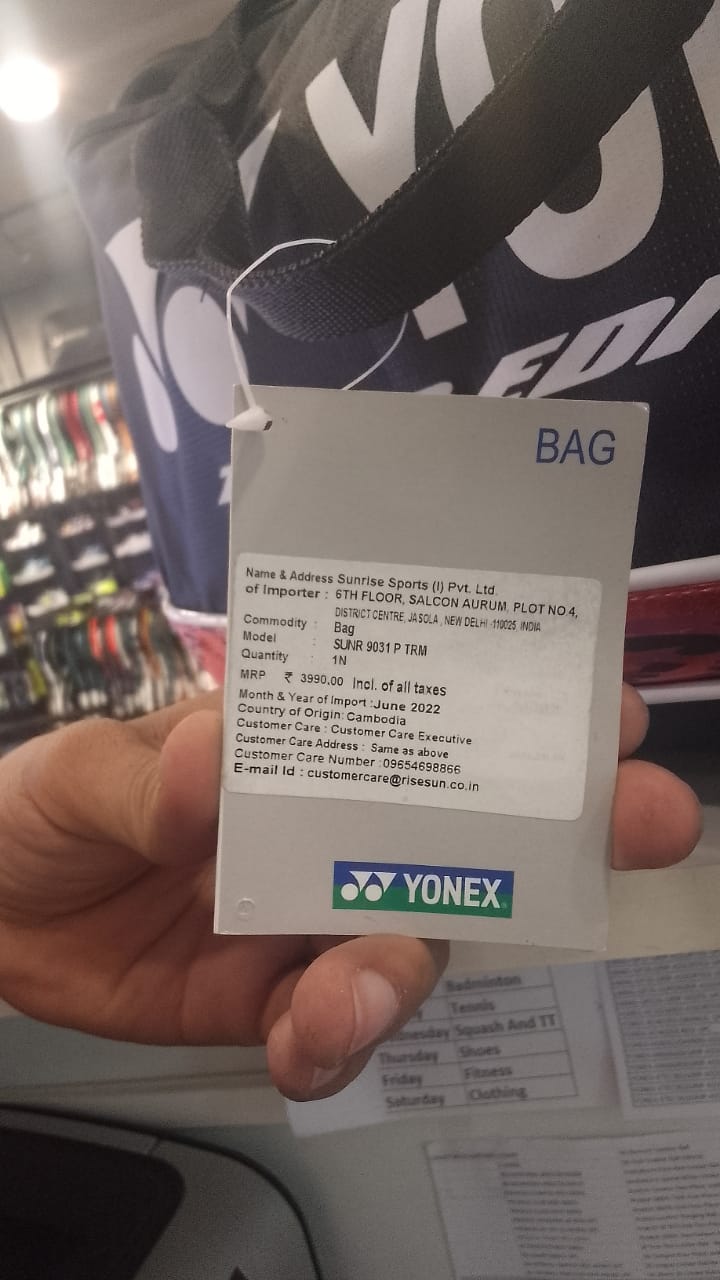 YO
EDI
BAG
Name & Address Sunrise Sports (I) Pvt. Ltd.
of Importer : 6TH FLOOR, SALCON AURUM, PLOT NO.4,
DISTRICT CENTRE, JASOLA, NEW DELHI -110025, INDIA
Commodity : Bag
Model : SUNR 9031 P TRM
Quantity : 1N
MRP ₹ 3990.00 Incl. of all taxes
Month & Year of Import :June 2022
Country of Origin: Cambodia
Customer Care : Customer Care Executive
Customer Care Address : Same as above
Customer Care Number :09654698866
E-mail Id : customercare@risesun.co.in
YONEX
Badminton
Tennis
Squash And TT
Thursday Shoes
Friday Fitness
Saturday Clothing